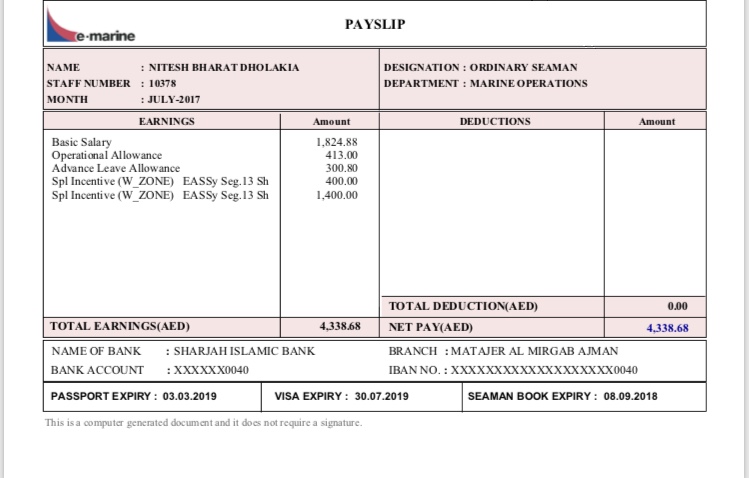 e-marine
PAYSLIP
NAME : NITESH BHARAT DHOLAKIA
STAFF NUMBER : 10378
MONTH : JULY-2017
DESIGNATION : ORDINARY SEAMAN
DEPARTMENT : MARINE OPERATIONS
EARNINGS Amount DEDUCTIONS Amount
Basic Salary 1,824.88
Operational Allowance 413.00
Advance Leave Allowance 300.80
Spl Incentive (W_ZONE) EASSy Seg.13 Sh 400.00
Spl Incentive (W_ZONE) EASSy Seg.13 Sh 1,400.00
TOTAL DEDUCTION(AED) 0.00
TOTAL EARNINGS(AED) 4,338.68 NET PAY(AED) 4,338.68
NAME OF BANK : SHARJAH ISLAMIC BANK BRANCH : MATAJER AL MIRGAB AJMAN
BANK ACCOUNT : XXXXXX0040 IBAN NO. : XXXXXXXXXXXXXXXXXXX0040
PASSPORT EXPIRY : 03.03.2019 VISA EXPIRY : 30.07.2019 SEAMAN BOOK EXPIRY : 08.09.2018
This is a computer generated document and it does not require a signature.